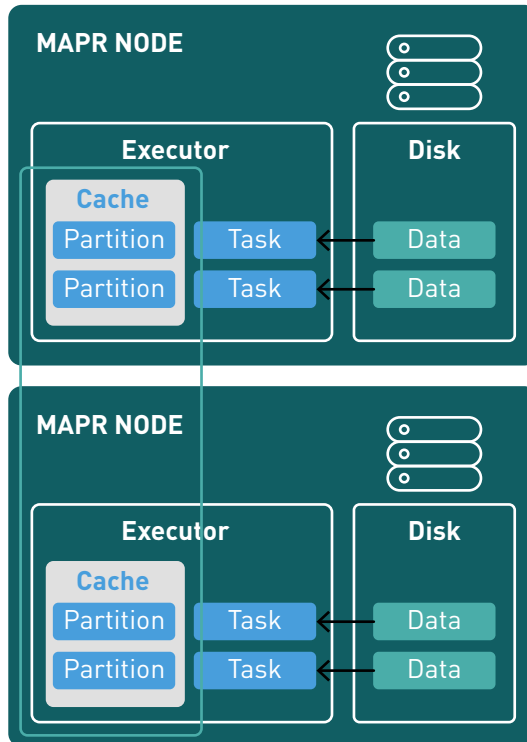 MAPR NODE
Executor
Disk
Cache
Partition Task Data
Partition Task Data
MAPR NODE
Executor
Disk
Cache
Partition Task Data
Partition Task Data